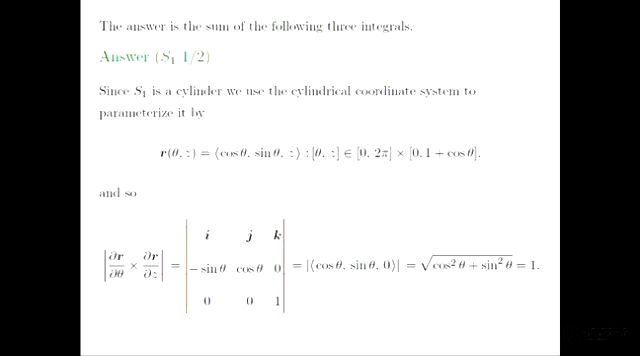 The answer is the sum of the following three integrals.
Answer (S₁ 1/2)
Since S₁ is a cylinder we use the cylindrical coordinate system to
parameterize it by
r(θ, z) = ⟨cos θ, sin θ, z⟩ : [θ, z] ∈ [0, 2π] × [0, 1 + cos θ].
and so
|∂r/∂θ × ∂r/∂z| = | i j k ; − sin θ cos θ 0 ; 0 0 1 | = |⟨cos θ, sin θ, 0⟩| = √(cos² θ + sin² θ) = 1.